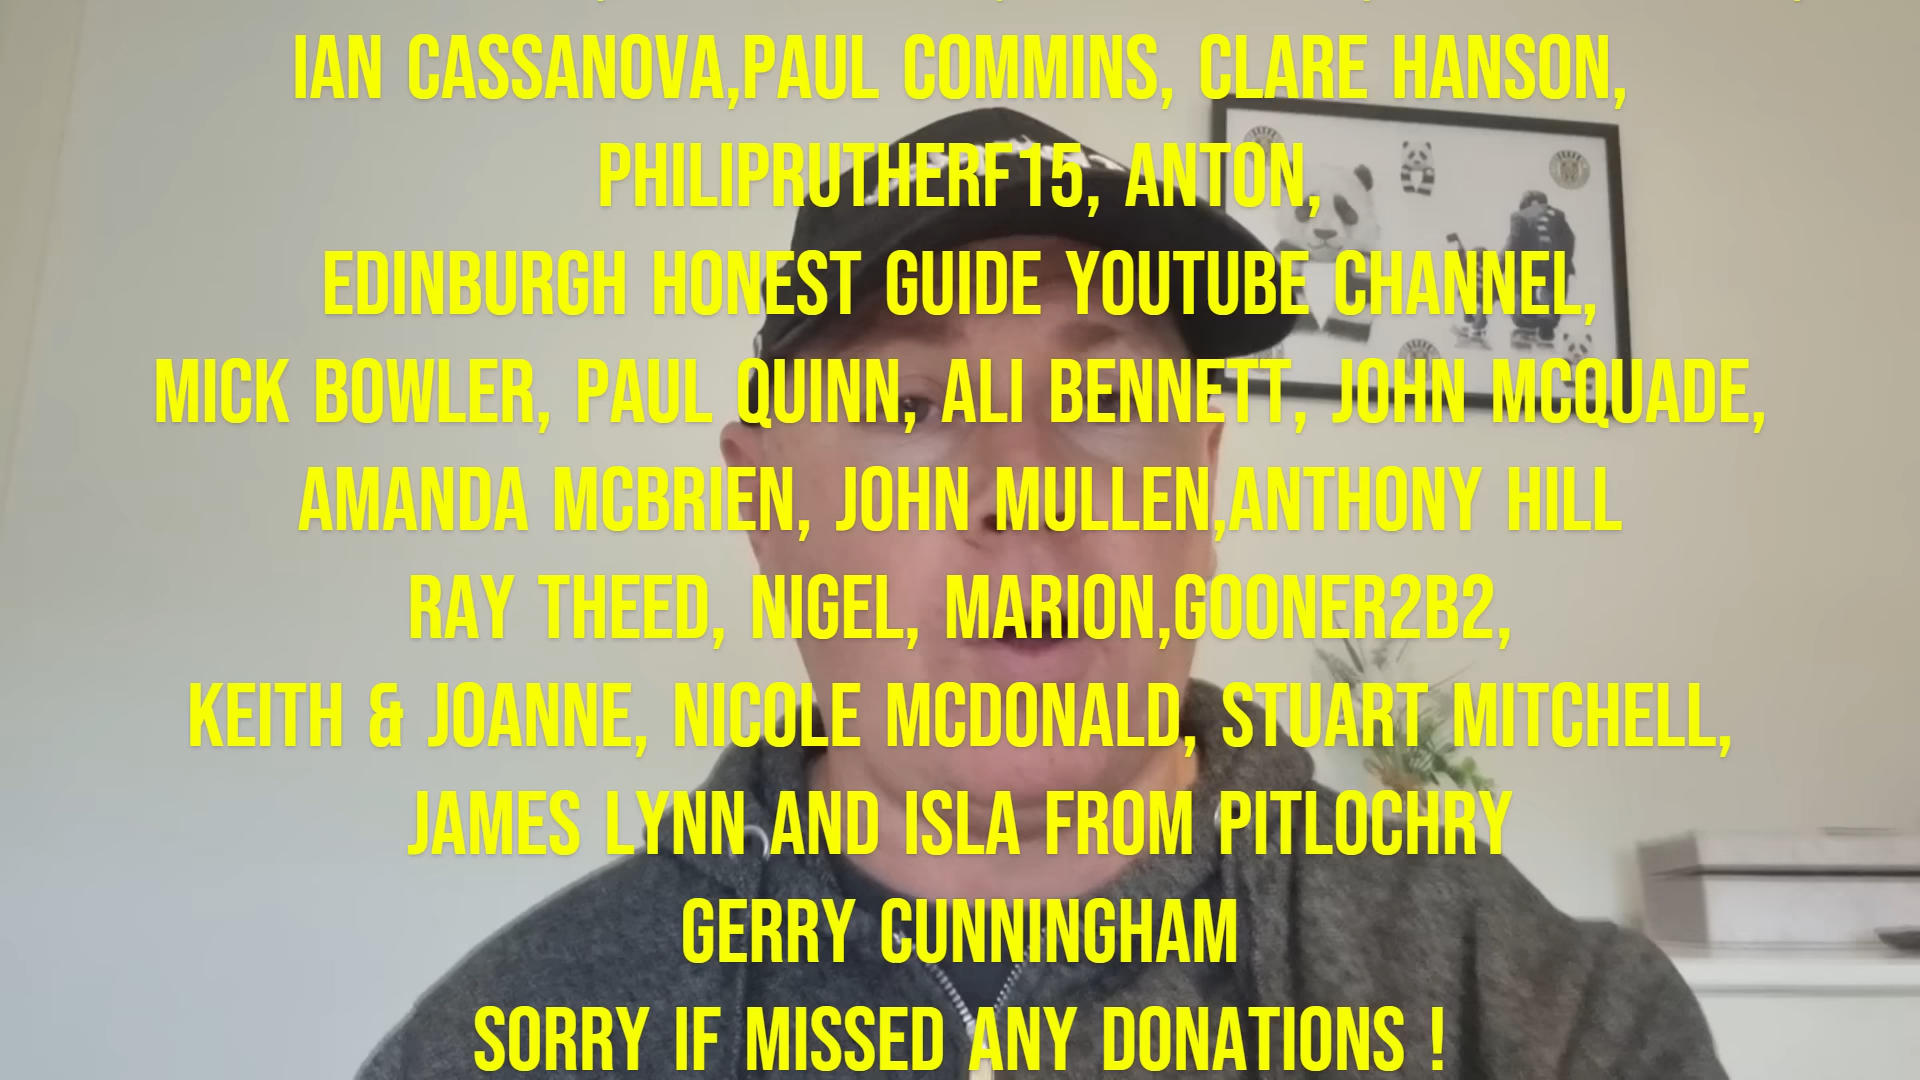 IAN CASSANOVA,PAUL COMMINS, CLARE HANSON,
PHILIPRUTHERF15, ANTON,
EDINBURGH HONEST GUIDE YOUTUBE CHANNEL,
MICK BOWLER, PAUL QUINN, ALI BENNETT, JOHN MCQUADE,
AMANDA MCBRIEN, JOHN MULLEN,ANTHONY HILL
RAY THEED, NIGEL, MARION,GOONER2B2,
KEITH & JOANNE, NICOLE MCDONALD, STUART MITCHELL,
JAMES LYNN AND ISLA FROM PITLOCHRY
GERRY CUNNINGHAM
SORRY IF MISSED ANY DONATIONS !